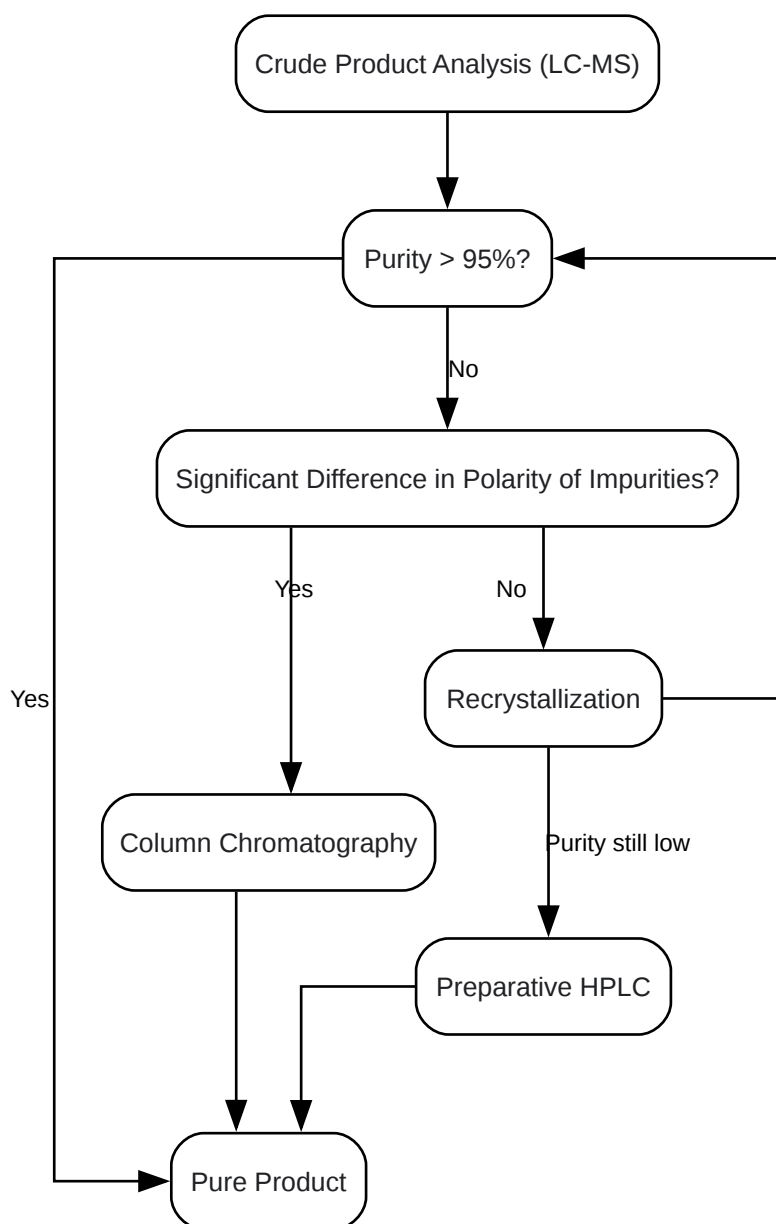 Crude Product Analysis (LC-MS)
Purity > 95%?
No
Significant Difference in Polarity of Impurities?
Yes
No
Yes
Recrystallization
Column Chromatography
Purity still low
Preparative HPLC
Pure Product